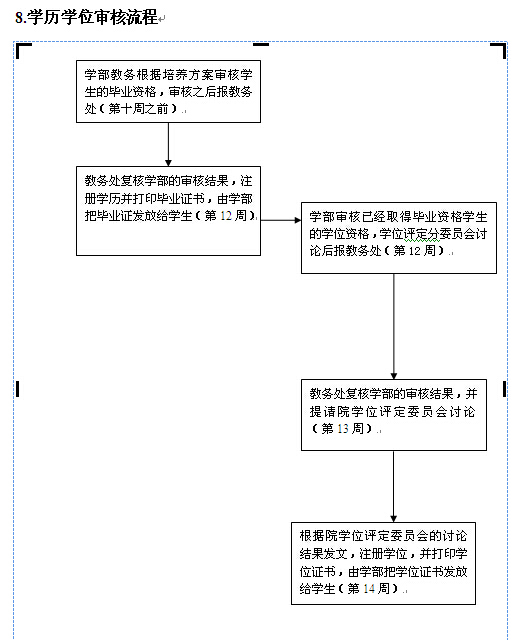 8.学历学位审核流程
学部教务根据培养方案审核学
生的毕业资格，审核之后报教务
处（第十周之前）.
教务处复核学部的审核结果，注
册学历并打印毕业证书，由学部
把毕业证发放给学生（第12周）
学部审核已经取得毕业资格学生
的学位资格，学位评定分委员会讨
论后报教务处（第12周）.
教务处复核学部的审核结果，并
提请院学位评定委员会讨论
（第13周）.
根据院学位评定委员会的讨论
结果发文，注册学位，并打印学
位证书，由学部把学位证书发放
给学生（第14周）.